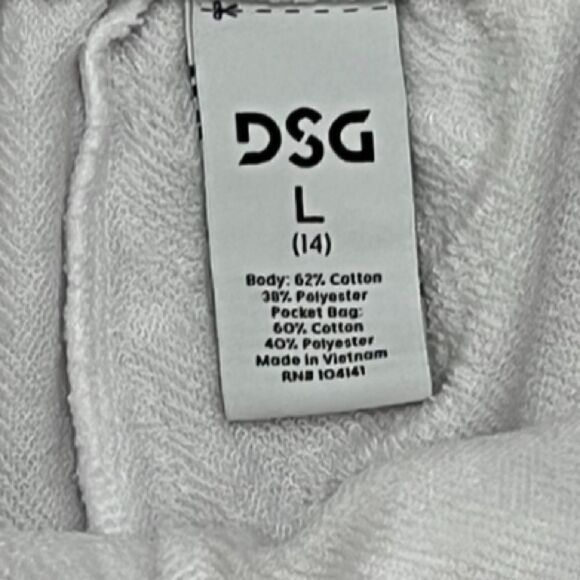 DSG
L
(14)
Body: 62% Cotton
38% Polyester
Pocket Bag:
60% Cotton
40% Polyester
Made in Vietnam
RN# 104141